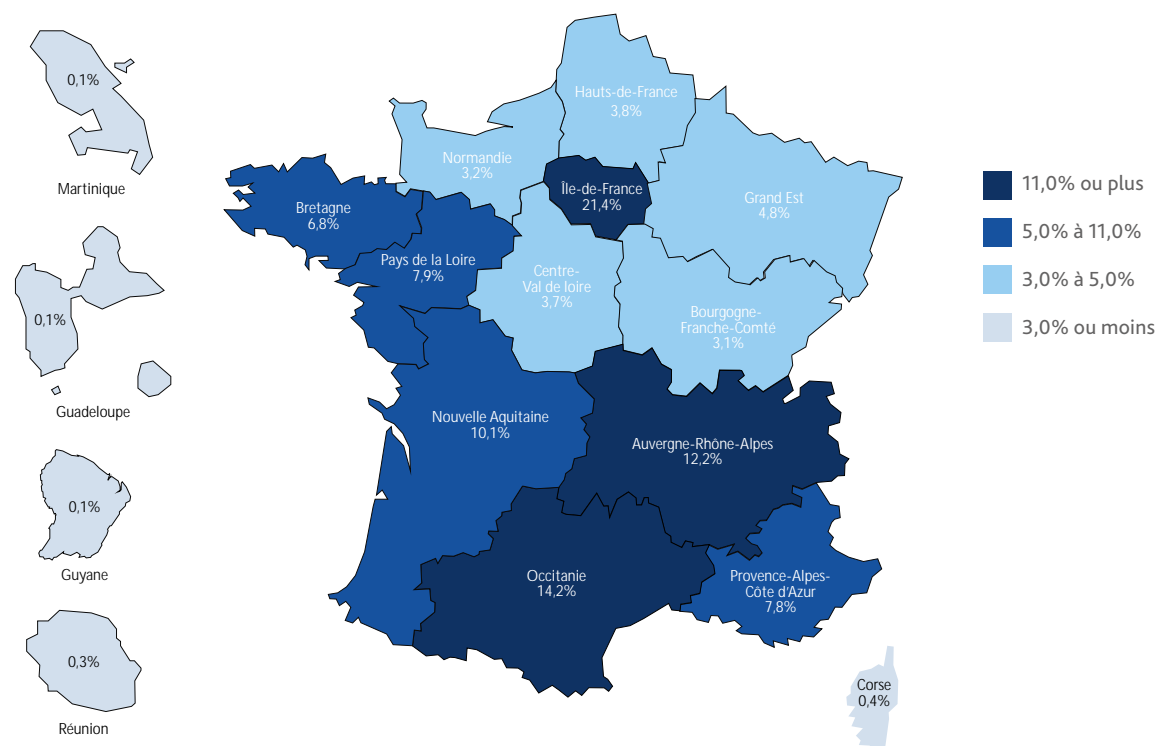 0,1%
Martinique
0,1%
Guadeloupe
0,1%
Guyane
0,3%
Réunion
Hauts-de-France
3,8%
Normandie
3,2%
Île-de-France
21,4%
Grand Est
4,8%
Bretagne
6,8%
Pays de la Loire
7,9%
Centre-
Val de loire
3,7%
Bourgogne-
Franche-Comté
3,1%
Nouvelle Aquitaine
10,1%
Auvergne-Rhône-Alpes
12,2%
Occitanie
14,2%
Provence-Alpes-
Côte d'Azur
7,8%
Corse
0,4%
11,0% ou plus
5,0% à 11,0%
3,0% à 5,0%
3,0% ou moins